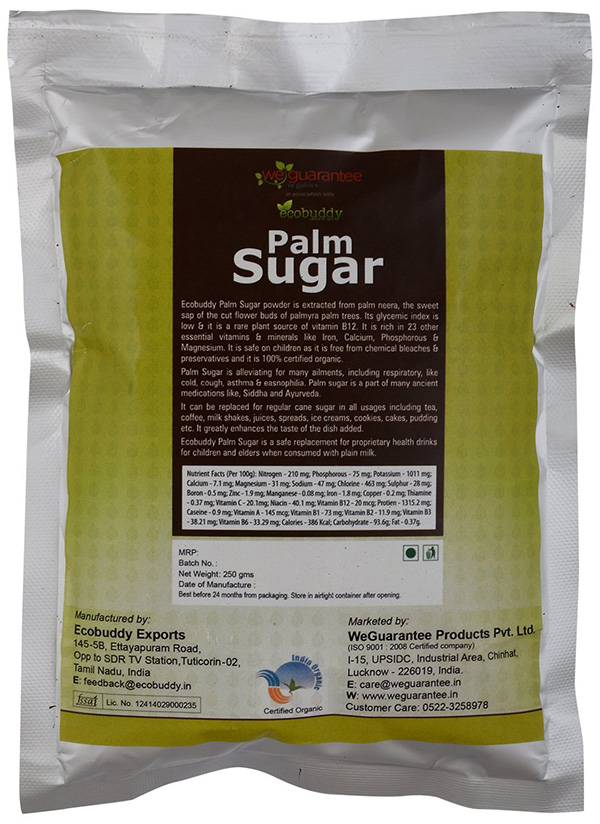 we guarantee
in association with
ecobuddy
Palm
Sugar
Ecobuddy Palm Sugar powder is extracted from palm neera, the sweet
sap of the cut flower buds of palmyra palm trees. Its glycemic index is
low & it is a rare plant source of vitamin B12. It is rich in 23 other
essential vitamins & minerals like Iron, Calcium, Phosphorous &
Magnesium. It is safe on children as it is free from chemical bleaches &
preservatives and it is 100% certified organic.
Palm Sugar is alleviating for many ailments, including respiratory, like
cold, cough, asthma & easnophilia. Palm sugar is a part of many ancient
medications like, Siddha and Ayurveda.
It can be replaced for regular cane sugar in all usages including tea,
coffee, milk shakes, juices, spreads, ice creams, cookies, cakes, pudding
etc. It greatly enhances the taste of the dish added.
Ecobuddy Palm Sugar is a safe replacement for proprietary health drinks
for children and elders when consumed with plain milk.
Nutrient Facts (Per 100g): Nitrogen - 210 mg; Phosphorous - 75 mg; Potassium - 1011 mg;
Calcium - 7.1 mg; Magnesium - 31 mg; Sodium - 47 mg; Chlorine - 463 mg; Sulphur - 28 mg;
Boron - 0.5 mg; Zinc - 1.9 mg; Manganese - 0.08 mg; Iron - 1.8 mg; Copper - 0.2 mg; Thiamine
- 0.37 mg; Vitamin C - 20.1mg; Niacin - 40.1 mg; Vitamin B12 - 20 mcg; Protien - 1315.2 mg;
Caseine - 0.9 mg; Vitamin A - 145 mcg; Vitamin B1 - 73 mg; Vitamin B2 - 11.9 mg; Vitamin B3
- 38.21 mg; Vitamin B6 - 33.29 mg; Calories - 386 Kcal; Carbohydrate - 93.6g; Fat - 0.37g.
MRP:
Batch No. :
Net Weight: 250 gms
Date of Manufacture :
Best before 24 months from packaging. Store in airtight container after opening.
Manufactured by:
Ecobuddy Exports
145-5B, Ettayapuram Road,
Opp to SDR TV Station,Tuticorin-02,
Tamil Nadu, India
E: feedback@ecobuddy.in
fssai Lic. No. 12414029000235
India Organic
Certified Organic
Marketed by:
WeGuarantee Products Pvt. Ltd.
(ISO 9001 : 2008 Certified company)
I-15, UPSIDC, Industrial Area, Chinhat,
Lucknow - 226019, India.
E: care@weguarantee.in
W: www.weguarantee.in
Customer Care: 0522-3258978